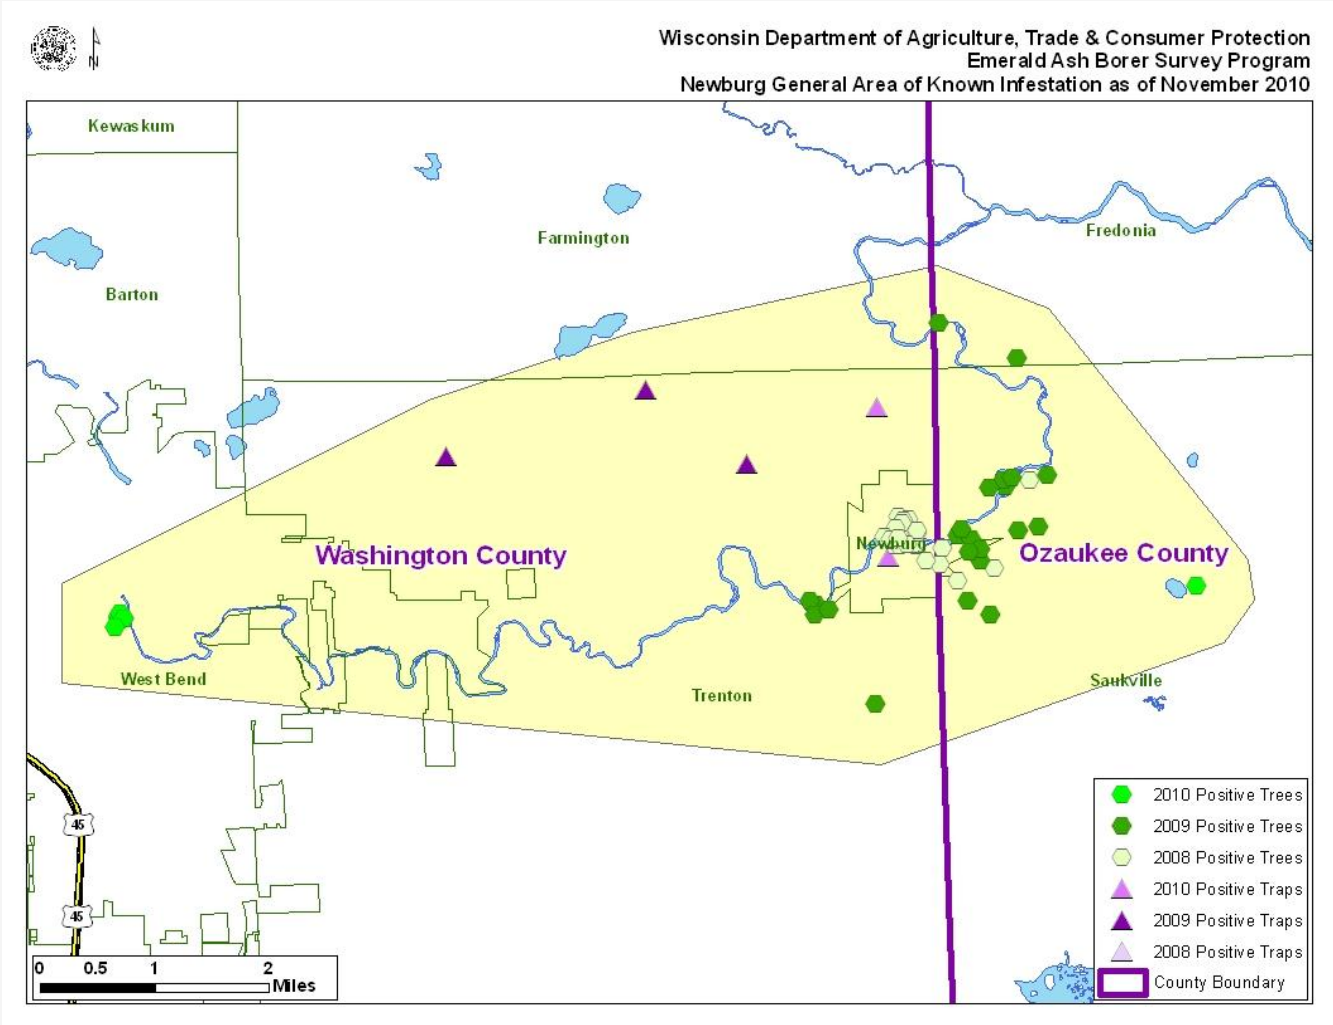 Wisconsin Department of Agriculture, Trade & Consumer Protection
Emerald Ash Borer Survey Program
Newburg General Area of Known Infestation as of November 2010
N
Kewaskum
Farmington
Fredonia
Barton
Newburg
Washington County
Ozaukee County
West Bend
Trenton
Saukville
45
45
2010 Positive Trees
2009 Positive Trees
2008 Positive Trees
2010 Positive Traps
2009 Positive Traps
2008 Positive Traps
County Boundary
0 0.5 1 2
Miles